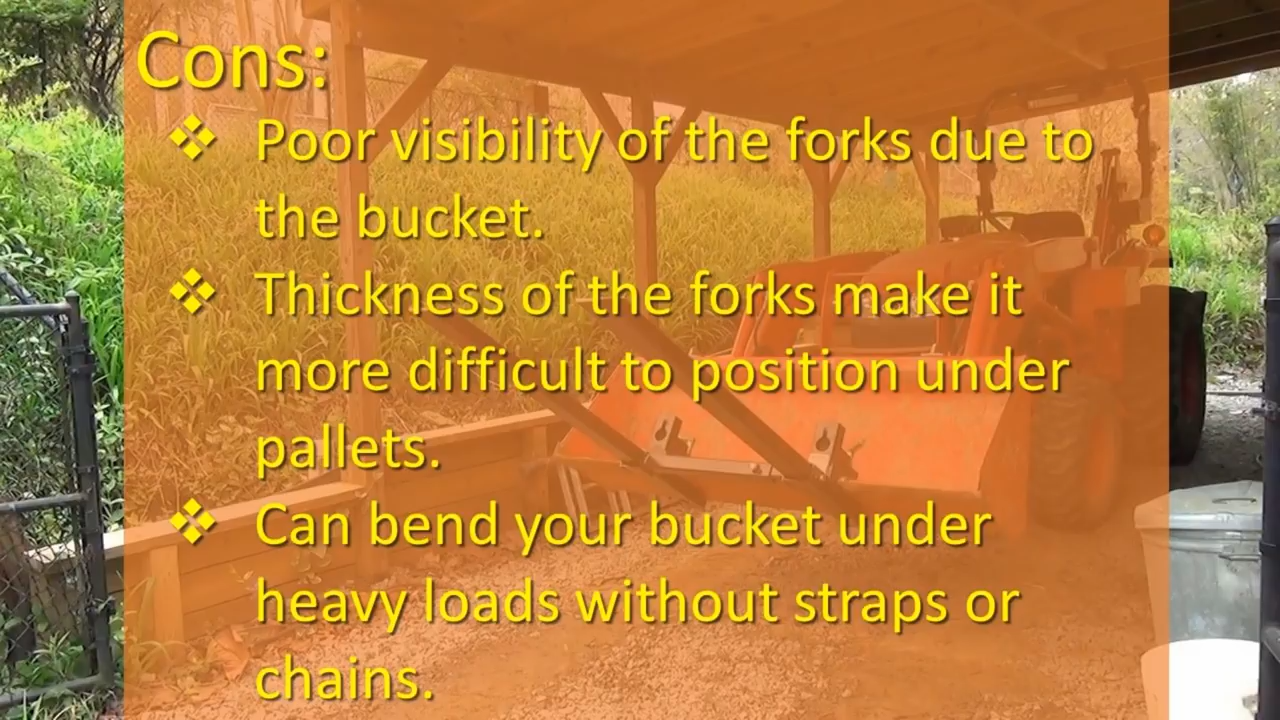 Cons:
❖ Poor visibility of the forks due to
the bucket.
❖ Thickness of the forks make it
more difficult to position under
pallets.
❖ Can bend your bucket under
heavy loads without straps or
chains.